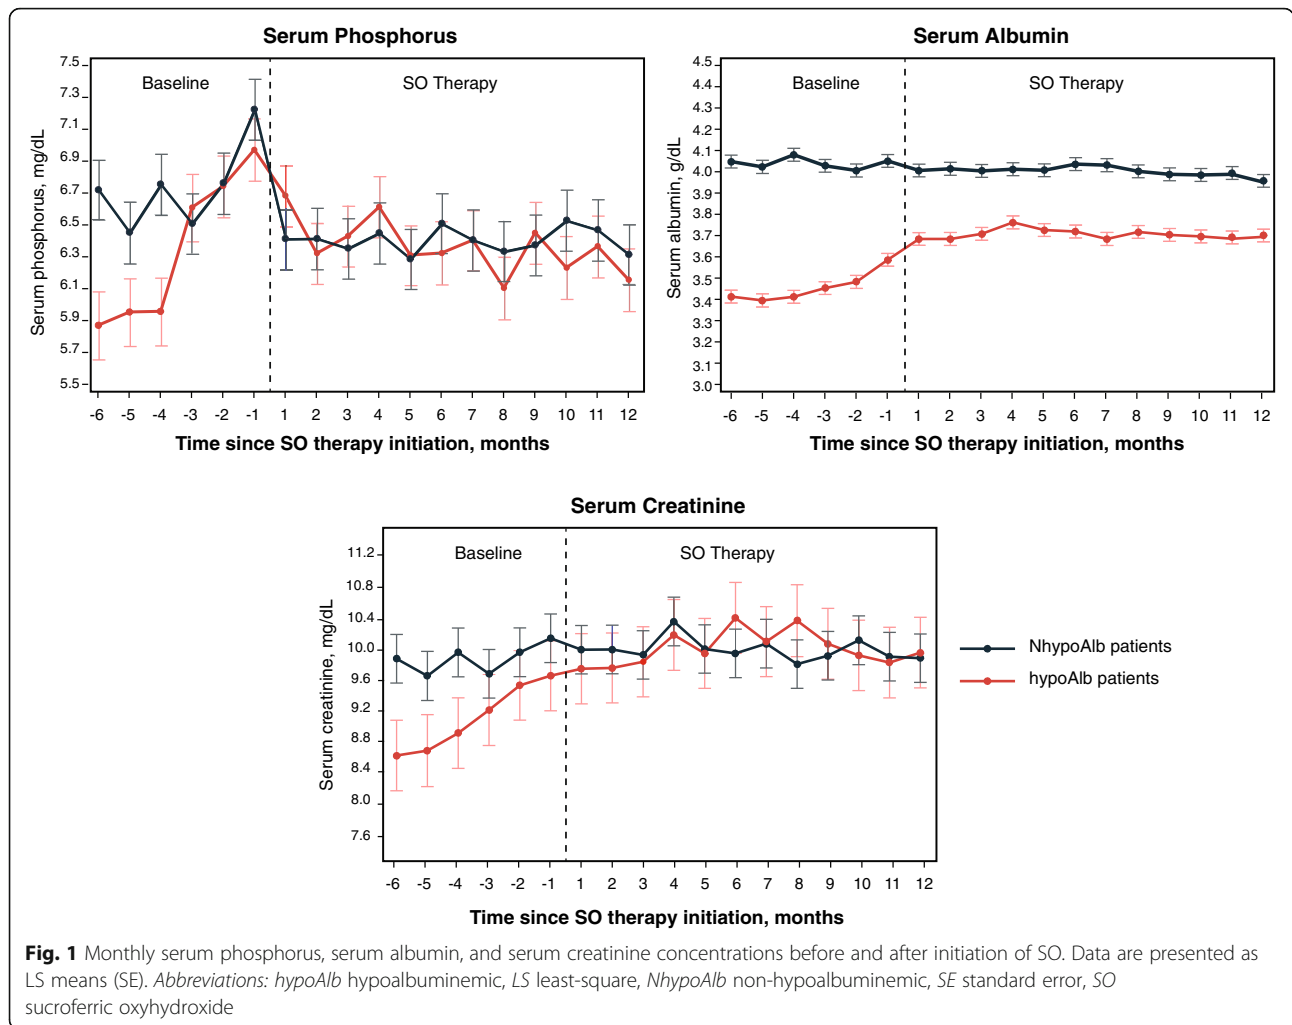 Serum Phosphorus
7.5
7.3
7.1
6.9
6.7
6.5
6.3
6.1
5.9
5.7
5.5
Serum phosphorus, mg/dL
Baseline
SO Therapy
-6 -5 -4 -3 -2 -1 1 2 3 4 5 6 7 8 9 10 11 12
Time since SO therapy initiation, months
Serum Albumin
4.5
4.3
4.4
4.2
4.1
4.0
3.8
3.7
3.6
3.4
3.3
3.2
3.1
3.0
Serum albumin, g/dL
Baseline
SO Therapy
-6 -5 -4 -3 -2 -1 1 2 3 4 5 6 7 8 9 10 11 12
Time since SO therapy initiation, months
Serum Creatinine
11.2
10.8
10.4
10.0
9.6
9.2
8.8
8.4
8.0
7.6
Serum creatinine, mg/dL
Baseline
SO Therapy
-6 -5 -4 -3 -2 -1 1 2 3 4 5 6 7 8 9 10 11 12
Time since SO therapy initiation, months
NhypoAlb patients
hypoAlb patients
Fig. 1 Monthly serum phosphorus, serum albumin, and serum creatinine concentrations before and after initiation of SO. Data are presented as
LS means (SE). Abbreviations: hypoAlb hypoalbuminemic, LS least-square, NhypoAlb non-hypoalbuminemic, SE standard error, SO
sucroferric oxyhydroxide